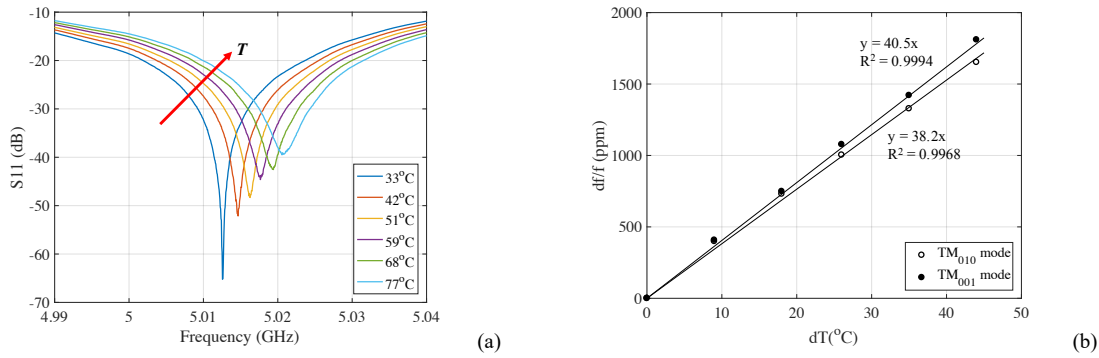 -10
-20
-30
-40
-50
-60
-70
S11 (dB)
T
33°C
42°C
51°C
59°C
68°C
77°C
4.99
5
5.01
5.02
5.03
5.04
Frequency (GHz)
(a)
2000
1500
1000
500
0
df/f (ppm)
y = 40.5x
R² = 0.9994
y = 38.2x
R² = 0.9968
TM₀₁₀ mode
TM₀₀₁ mode
0
10
20
30
40
50
dT(°C)
(b)